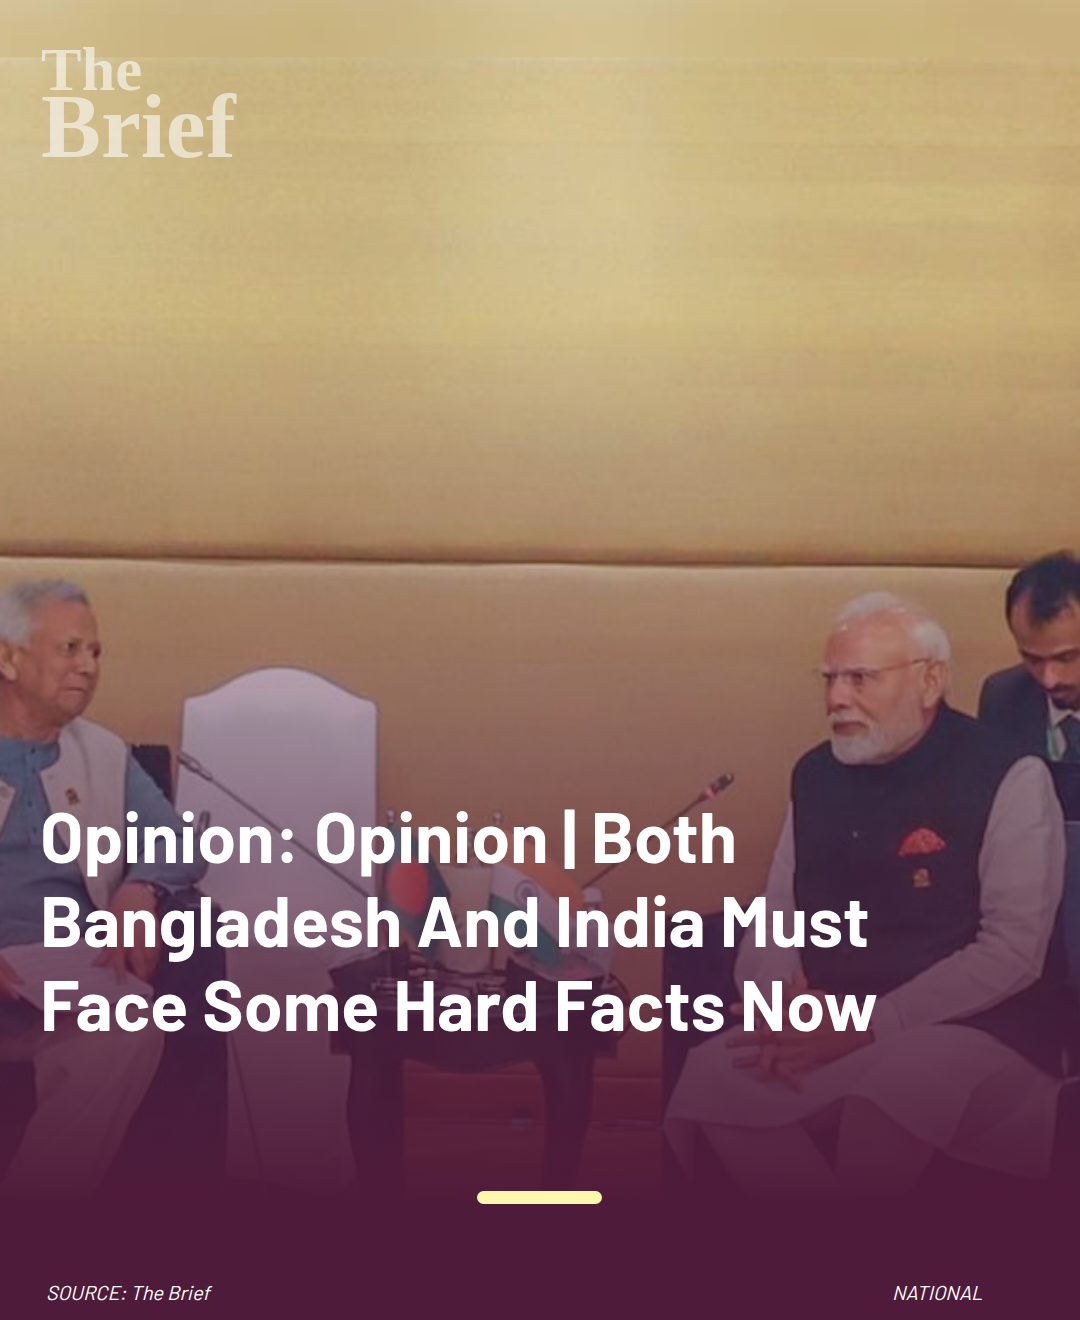 The
Brief
Opinion: Opinion | Both
Bangladesh And India Must
Face Some Hard Facts Now
SOURCE: The Brief
NATIONAL